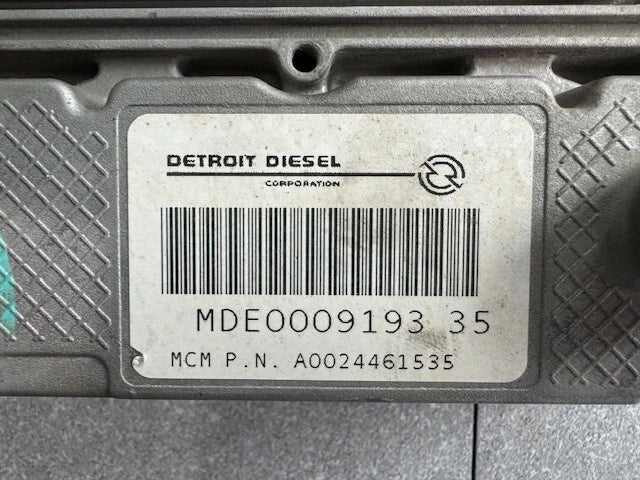 DETROIT DIESEL
CORPORATION
MDE0009193 35
MCM P.N. A0024461535